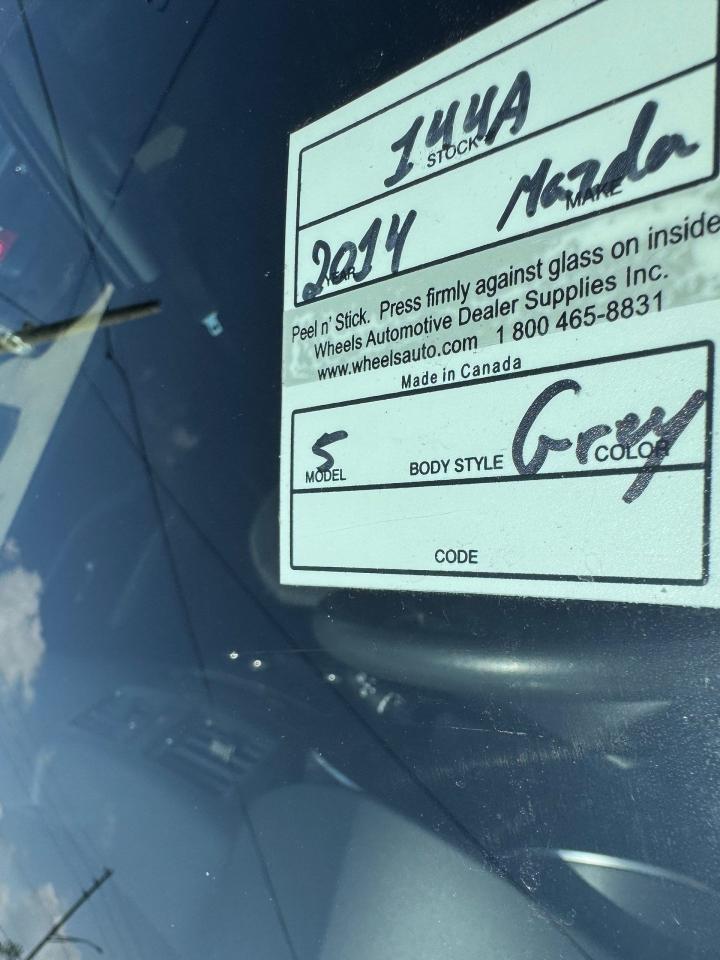 144A
STOCK
2014 Mazda
YEAR MAKE
Peel n' Stick. Press firmly against glass on inside
Wheels Automotive Dealer Supplies Inc.
www.wheelsauto.com 1 800 465-8831
Made in Canada
5 Grey
MODEL BODY STYLE COLOR
CODE